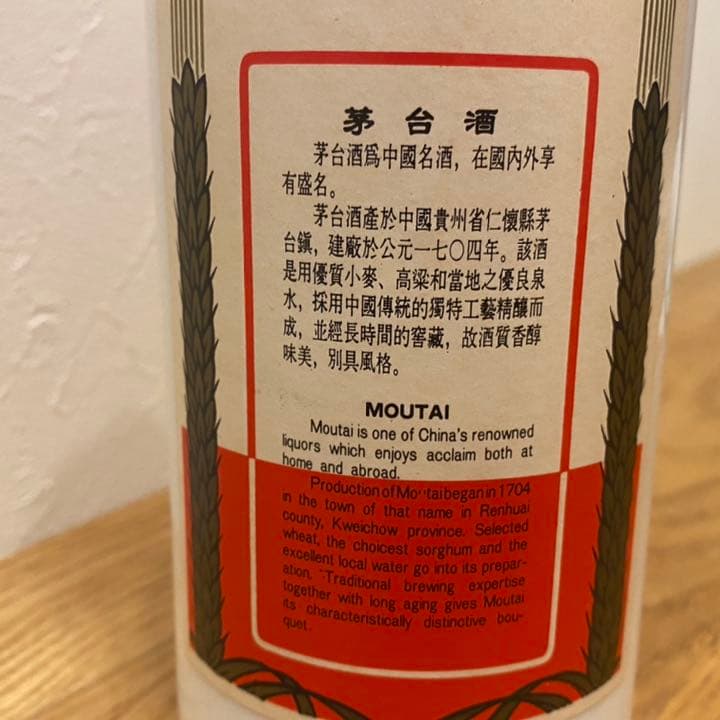 茅台酒
茅台酒爲中國名酒，在國內外享
有盛名。
茅台酒產於中國貴州省仁懷縣茅
台鎮，建廠於公元一七〇四年。該酒
是用優質小麥、高粱和當地之優良泉
水，採用中國傳統的獨特工藝精釀而
成，並經長時間的窖藏，故酒質香醇
味美，別具風格。
MOUTAI
Moutai is one of China's renowned
liquors which enjoys acclaim both at
home and abroad.
Production of Moutai began in 1704
in the town of that name in Renhuai
county, Kweichow province. Selected
wheat, the choicest sorghum and the
excellent local water go into its prepar-
ation. Traditional brewing expertise
together with long aging gives Moutai
its characteristically distinctive bou-
quet.